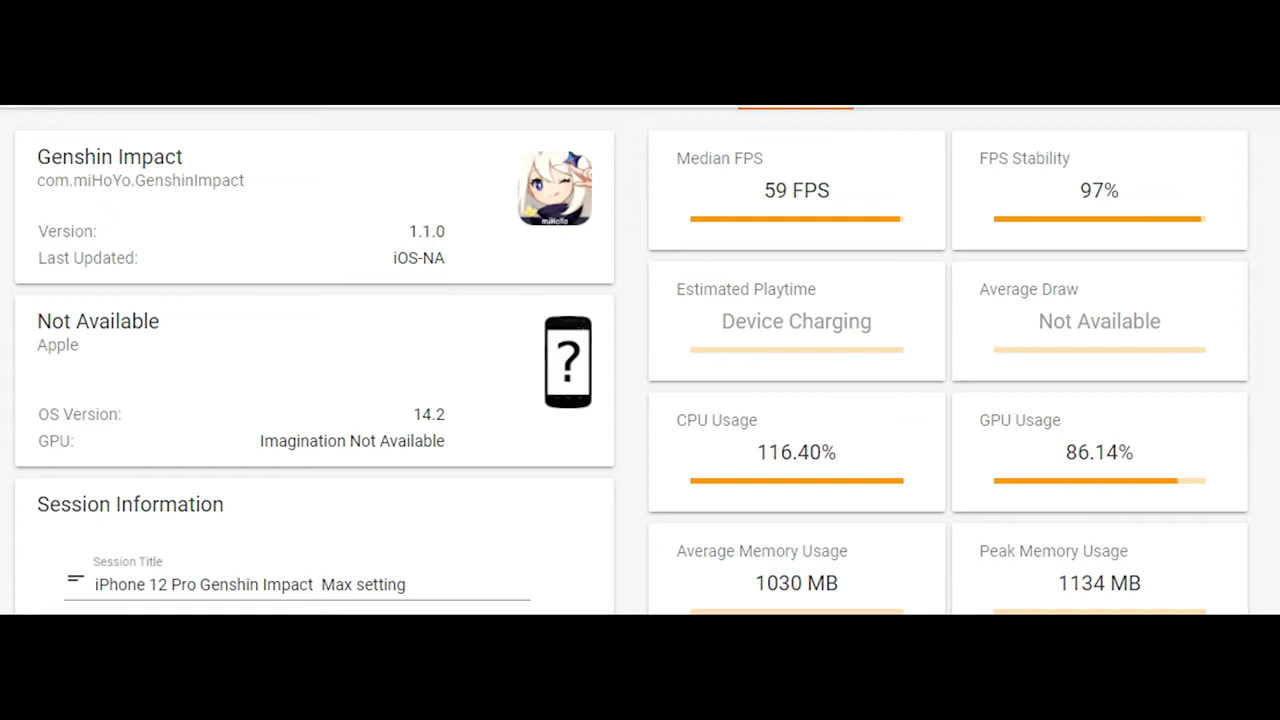 Genshin Impact
com.miHoYo.GenshinImpact
miHoYo
Version: 1.1.0
Last Updated: iOS-NA
Not Available
Apple
?
OS Version: 14.2
GPU: Imagination Not Available
Session Information
Session Title
iPhone 12 Pro Genshin Impact  Max setting
Median FPS
59 FPS
FPS Stability
97%
Estimated Playtime
Device Charging
Average Draw
Not Available
CPU Usage
116.40%
GPU Usage
86.14%
Average Memory Usage
1030 MB
Peak Memory Usage
1134 MB